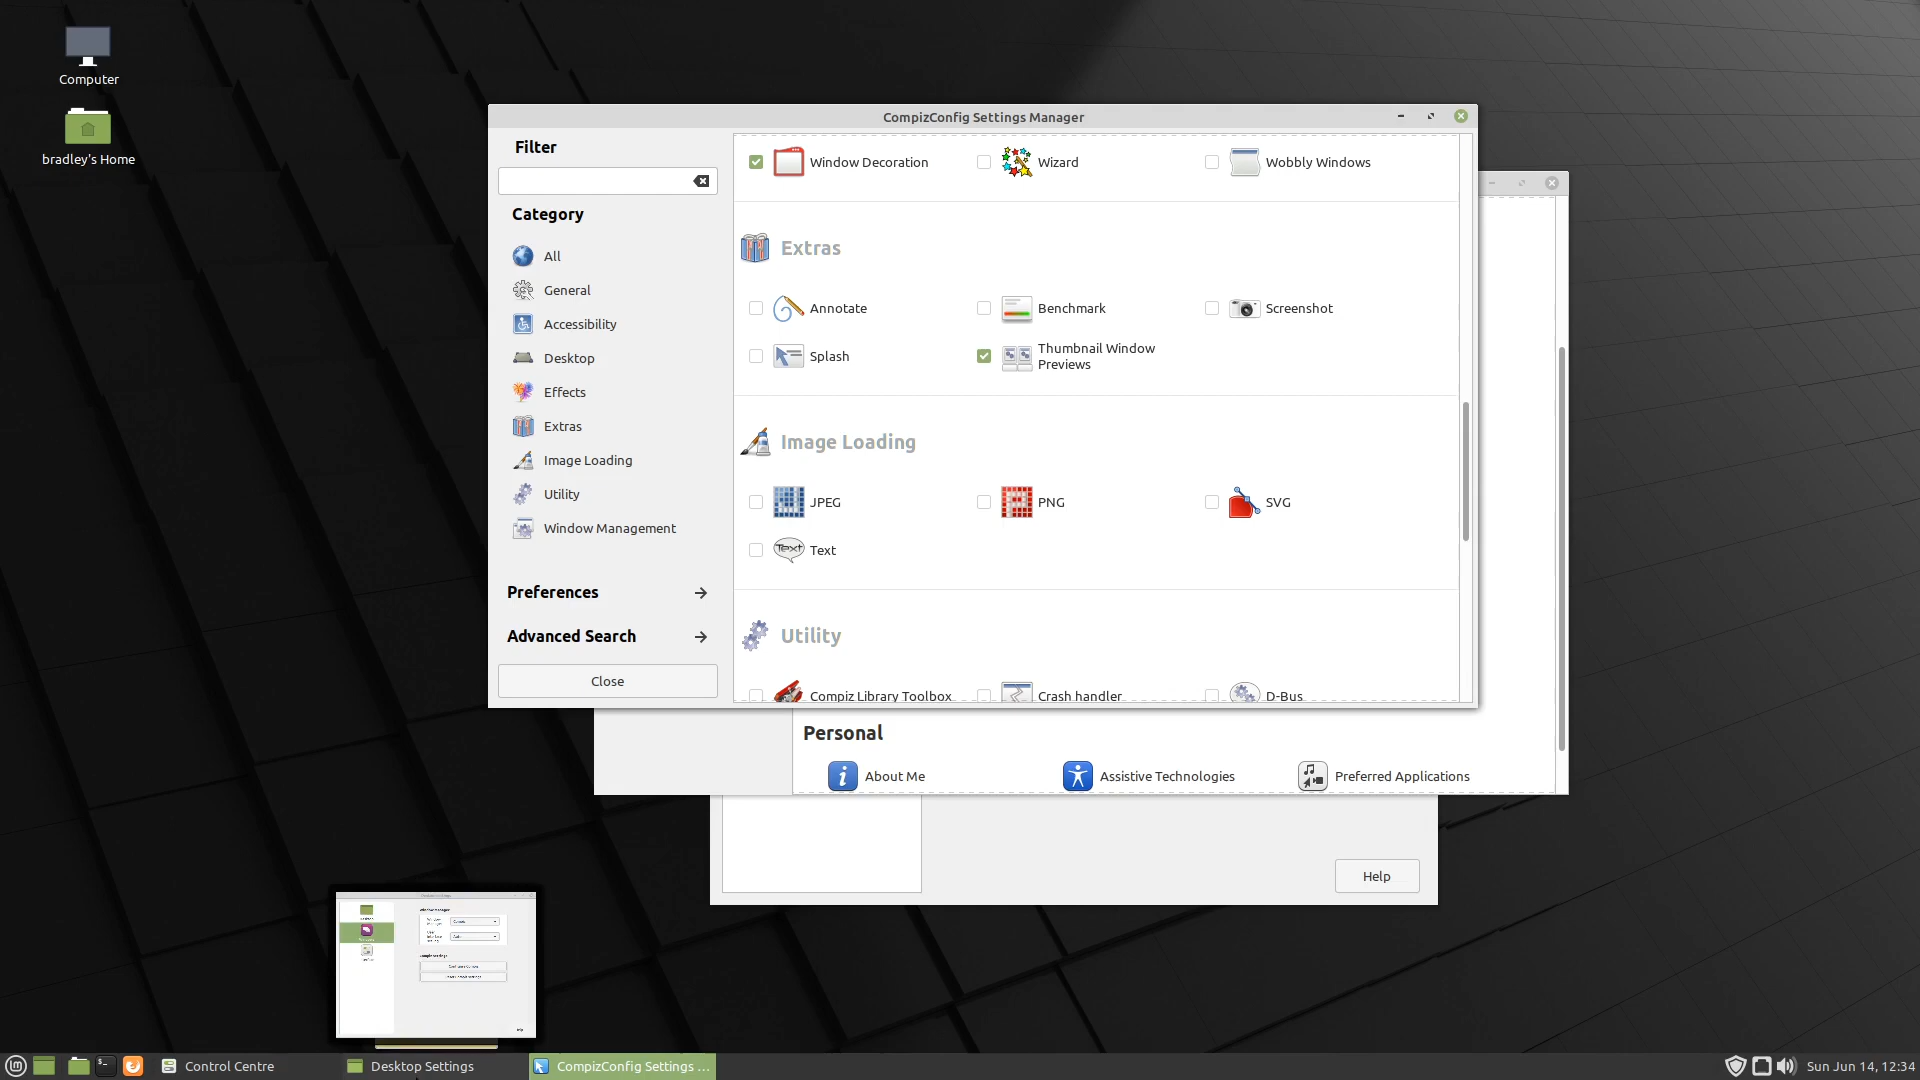 Computer
bradley's Home
CompizConfig Settings Manager
Filter
Category
All
General
Accessibility
Desktop
Effects
Extras
Image Loading
Utility
Window Management
Preferences
Advanced Search
Close
Window Decoration
Wizard
Wobbly Windows
Extras
Annotate
Benchmark
Screenshot
Splash
Thumbnail Window
Previews
Image Loading
JPEG
PNG
SVG
Text
Text
Utility
Compiz Library Toolbox
Crash handler
D-Bus
Personal
About Me
Assistive Technologies
Preferred Applications
Help
Control Centre
Desktop Settings
CompizConfig Settings ...
Sun Jun 14, 12:34